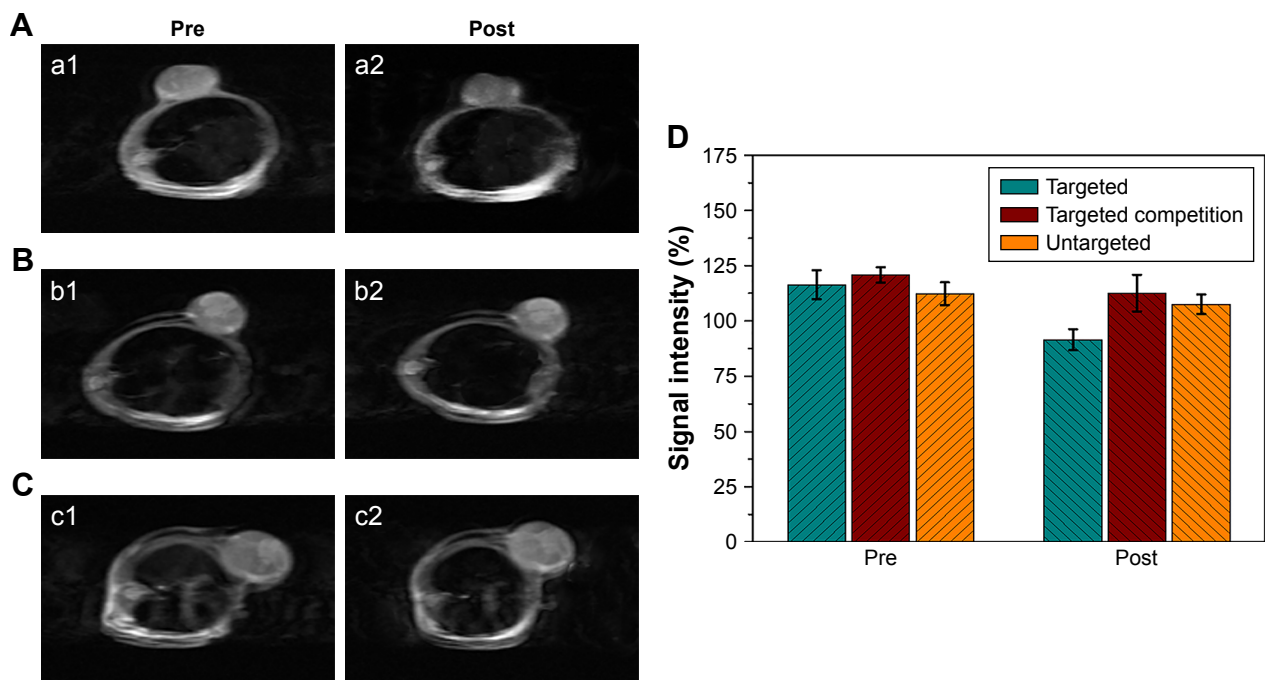 A
Pre
Post
a1
a2
B
b1
b2
C
c1
c2
D
Signal intensity (%)
175
150
125
100
75
50
25
0
Targeted
Targeted competition
Untargeted
Pre
Post